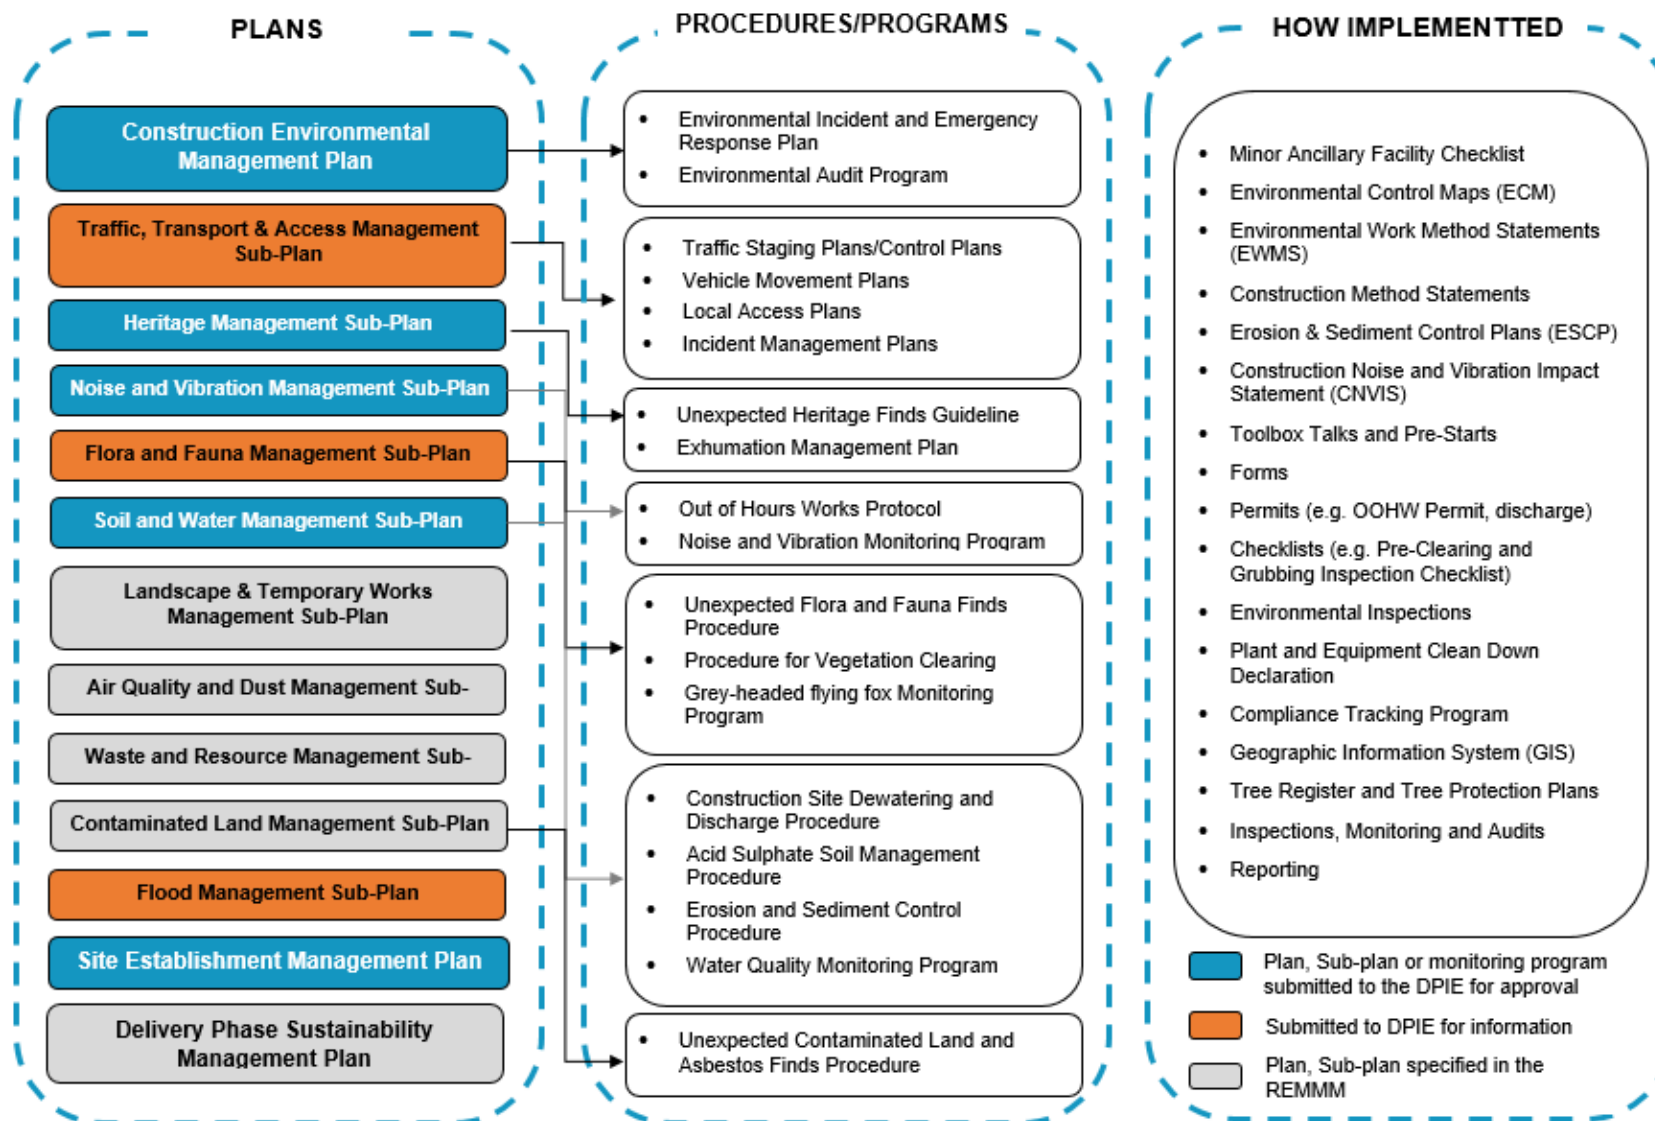 PLANS
Construction Environmental
Management Plan
Traffic, Transport & Access Management
Sub-Plan
Heritage Management Sub-Plan
Noise and Vibration Management Sub-Plan
Flora and Fauna Management Sub-Plan
Soil and Water Management Sub-Plan
Landscape & Temporary Works
Management Sub-Plan
Air Quality and Dust Management Sub-
Waste and Resource Management Sub-
Contaminated Land Management Sub-Plan
Flood Management Sub-Plan
Site Establishment Management Plan
Delivery Phase Sustainability
Management Plan
PROCEDURES/PROGRAMS
• Environmental Incident and Emergency
Response Plan
• Environmental Audit Program
• Traffic Staging Plans/Control Plans
• Vehicle Movement Plans
• Local Access Plans
• Incident Management Plans
• Unexpected Heritage Finds Guideline
• Exhumation Management Plan
• Out of Hours Works Protocol
• Noise and Vibration Monitoring Program
• Unexpected Flora and Fauna Finds
Procedure
• Procedure for Vegetation Clearing
• Grey-headed flying fox Monitoring
Program
• Construction Site Dewatering and
Discharge Procedure
• Acid Sulphate Soil Management
Procedure
• Erosion and Sediment Control
Procedure
• Water Quality Monitoring Program
• Unexpected Contaminated Land and
Asbestos Finds Procedure
HOW IMPLEMENTTED
• Minor Ancillary Facility Checklist
• Environmental Control Maps (ECM)
• Environmental Work Method Statements
(EWMS)
• Construction Method Statements
• Erosion & Sediment Control Plans (ESCP)
• Construction Noise and Vibration Impact
Statement (CNVIS)
• Toolbox Talks and Pre-Starts
• Forms
• Permits (e.g. OOHW Permit, discharge)
• Checklists (e.g. Pre-Clearing and
Grubbing Inspection Checklist)
• Environmental Inspections
• Plant and Equipment Clean Down
Declaration
• Compliance Tracking Program
• Geographic Information System (GIS)
• Tree Register and Tree Protection Plans
• Inspections, Monitoring and Audits
• Reporting
Plan, Sub-plan or monitoring program
submitted to the DPIE for approval
Submitted to DPIE for information
Plan, Sub-plan specified in the
REMMM